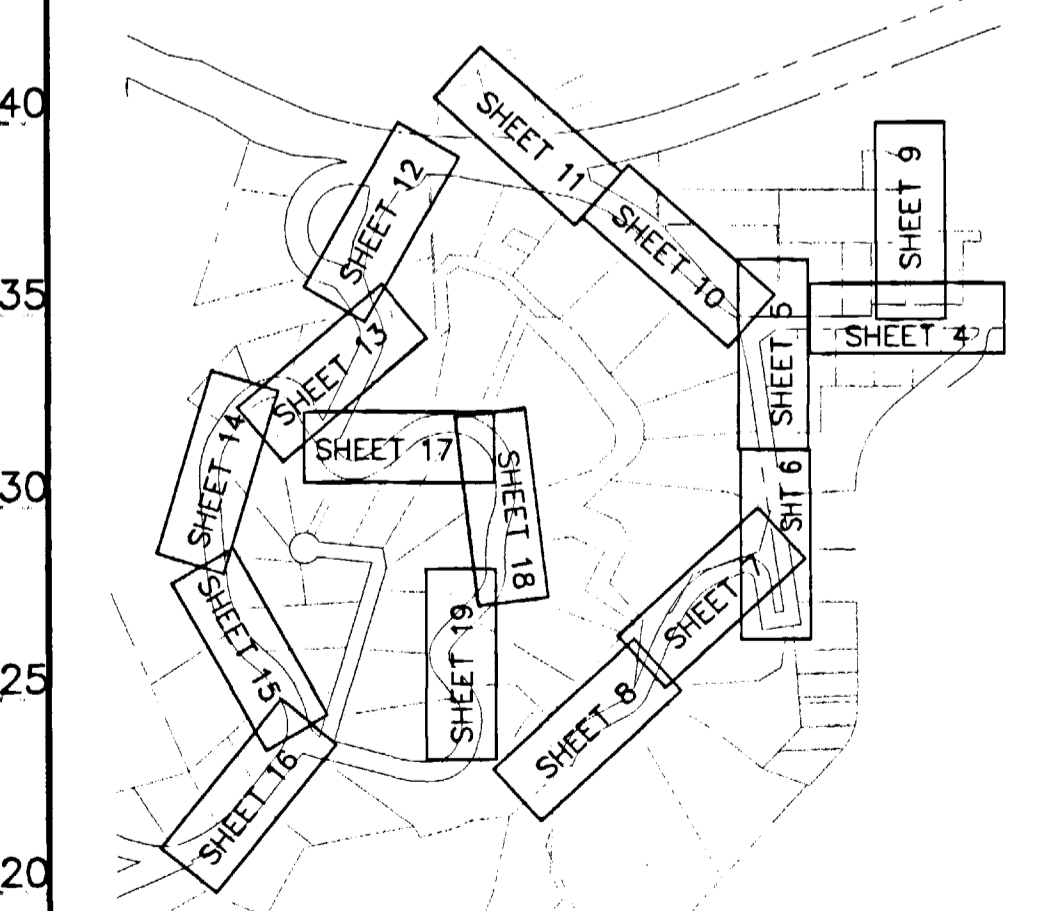 40
35
30
25
20
SHEET 11
SHEET 12
SHEET 9
SHEET 10
SHEET 5
SHEET 4
SHEET 13
SHEET 14
SHEET 17
SHT 6
SHEET 18
SHEET 7
SHEET 15
SHEET 19
SHEET 8
SHEET 16